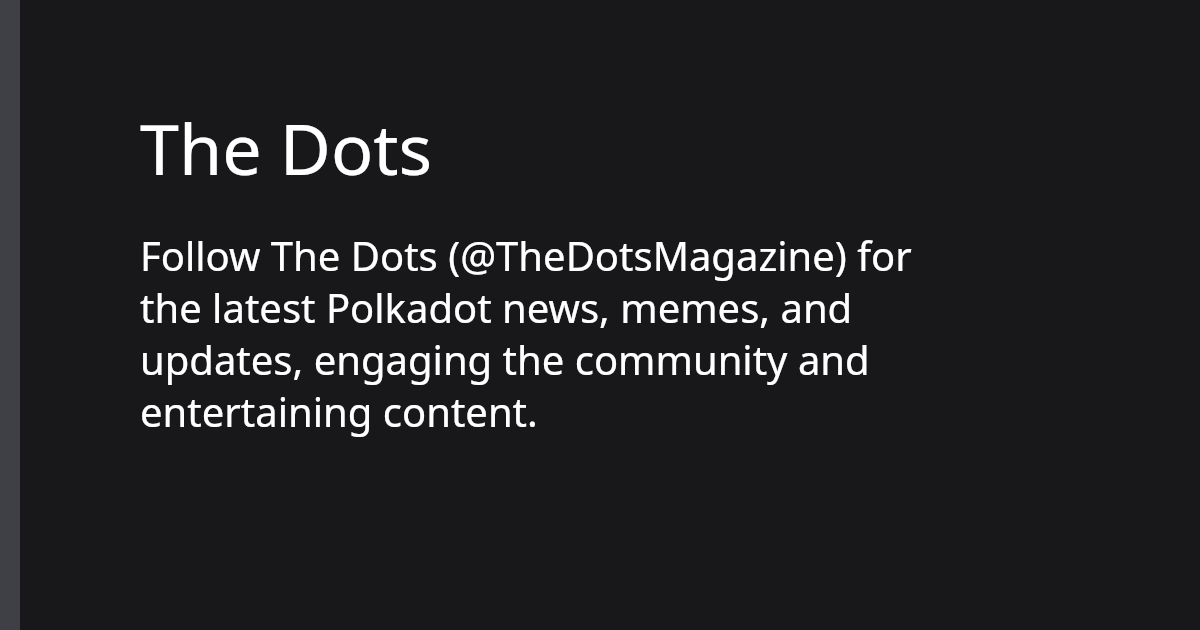 The Dots
Follow The Dots (@TheDotsMagazine) for
the latest Polkadot news, memes, and
updates, engaging the community and
entertaining content.